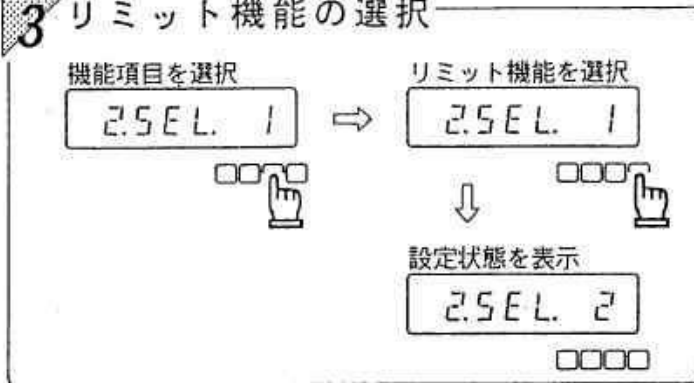 3 リミット機能の選択
機能項目を選択
2.SEL. 1
リミット機能を選択
2.SEL. 1
設定状態を表示
2.SEL. 2